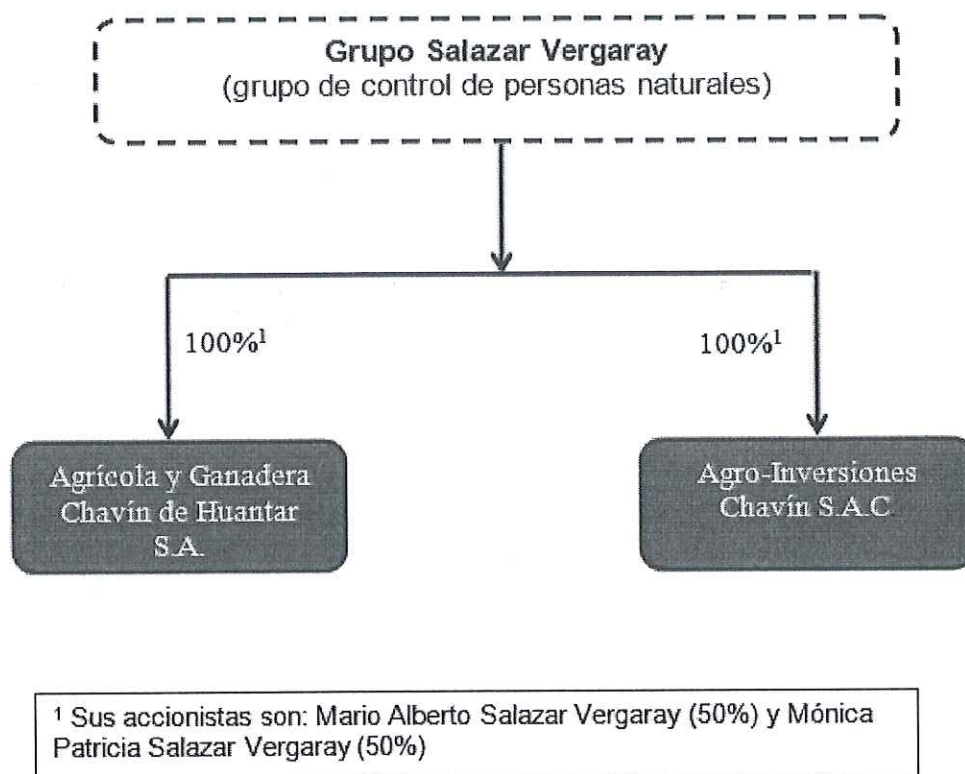 Grupo Salazar Vergaray
(grupo de control de personas naturales)
100%¹
100%¹
Agrícola y Ganadera
Chavín de Huantar
S.A.
Agro-Inversiones
Chavín S.A.C
¹ Sus accionistas son: Mario Alberto Salazar Vergaray (50%) y Mónica
Patricia Salazar Vergaray (50%)